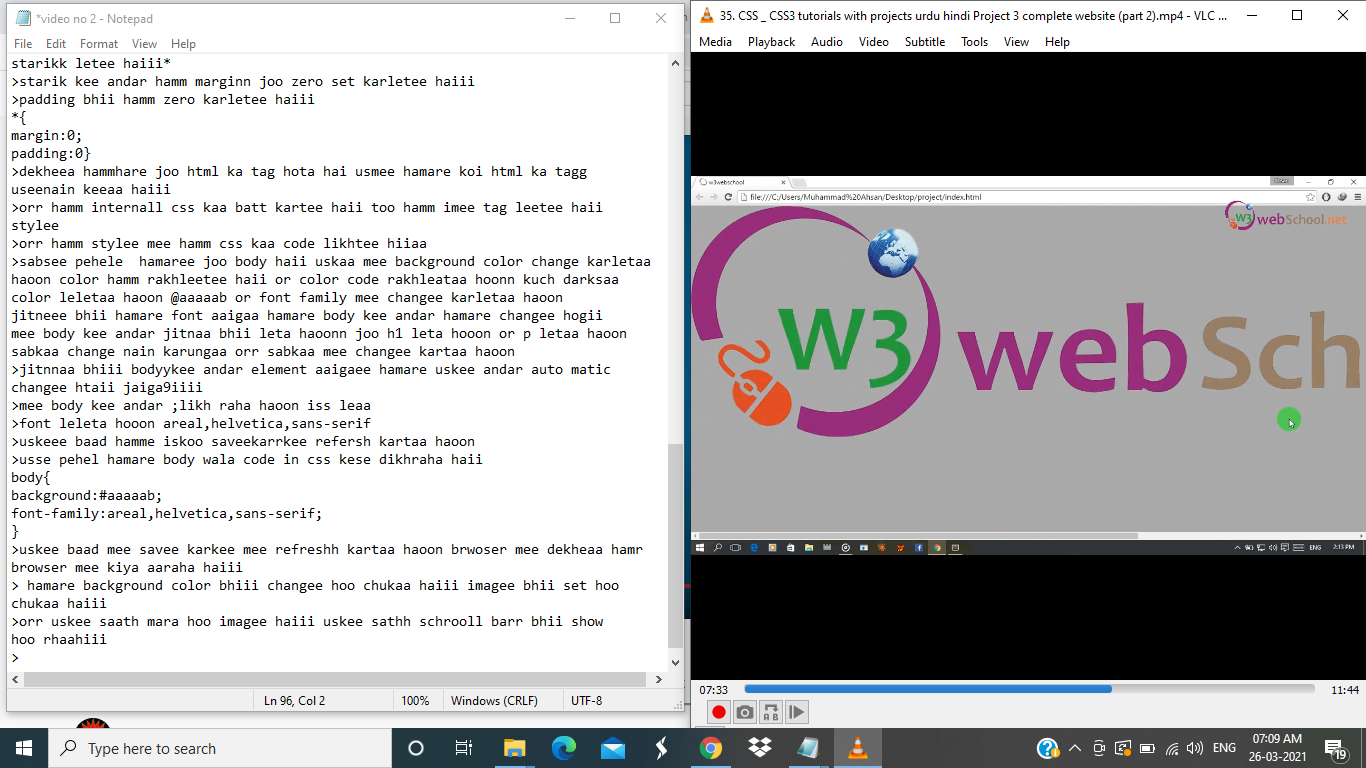 *video no 2 - Notepad
File Edit Format View Help
starikk letee haiii*
>starik kee andar hamm marginn joo zero set karletee haiii
>padding bhii hamm zero karletee haiii
*{
margin:0;
padding:0}
>dekheea hammhare joo html ka tag hota hai usmee hamare koi html ka tagg
useenain keeaa haiii
>orr hamm internall css kaa batt kartee haii too hamm imee tag leetee haii
stylee
>orr hamm stylee mee hamm css kaa code likhtee hiiaa
>sabsee pehele  hamaree joo body haii uskaa mee background color change karletaa
haoon color hamm rakhleetee haii or color code rakhleataa hoonn kuch darksaa
color leletaa haoon @aaaaab or font family mee changee karletaa haoon
jitneee bhii hamare font aaigaa hamare body kee andar hamare changee hogii
mee body kee andar jitnaa bhii leta haoonn joo h1 leta hooon or p letaa haoon
sabkaa change nain karungaa orr sabkaa mee changee kartaa haoon
>jitnnaa bhiii bodyykee andar element aaigaee hamare uskee andar auto matic
changee htaii jaiga9iiii
>mee body kee andar ;likh raha haoon iss leaa
>font leleta hooon areal,helvetica,sans-serif
>uskeee baad hamme iskoo saveekarrkee refersh kartaa haoon
>usse pehel hamare body wala code in css kese dikhraha haii
body{
background:#aaaaab;
font-family:areal,helvetica,sans-serif;
}
>uskee baad mee savee karkee mee refreshh kartaa haoon brwoser mee dekheaa hamr
browser mee kiya aaraha haiii
> hamare background color bhiii changee hoo chukaa haiii imagee bhii set hoo
chukaa haiii
>orr uskee saath mara hoo imagee haiii uskee sathh schrooll barr bhii show
hoo rhaahiii
>
Ln 96, Col 2 100% Windows (CRLF) UTF-8
35. CSS _ CSS3 tutorials with projects urdu hindi Project 3 complete website (part 2).mp4 - VLC ...
Media Playback Audio Video Subtitle Tools View Help
w3webschool
file:///C:/Users/Muhammad%20Ahsan/Desktop/project/index.html
W3 webSchool.net
W3 webSch
ENG 2:13 PM
07:33 11:44
A B
Type here to search
ENG
07:09 AM
26-03-2021
19